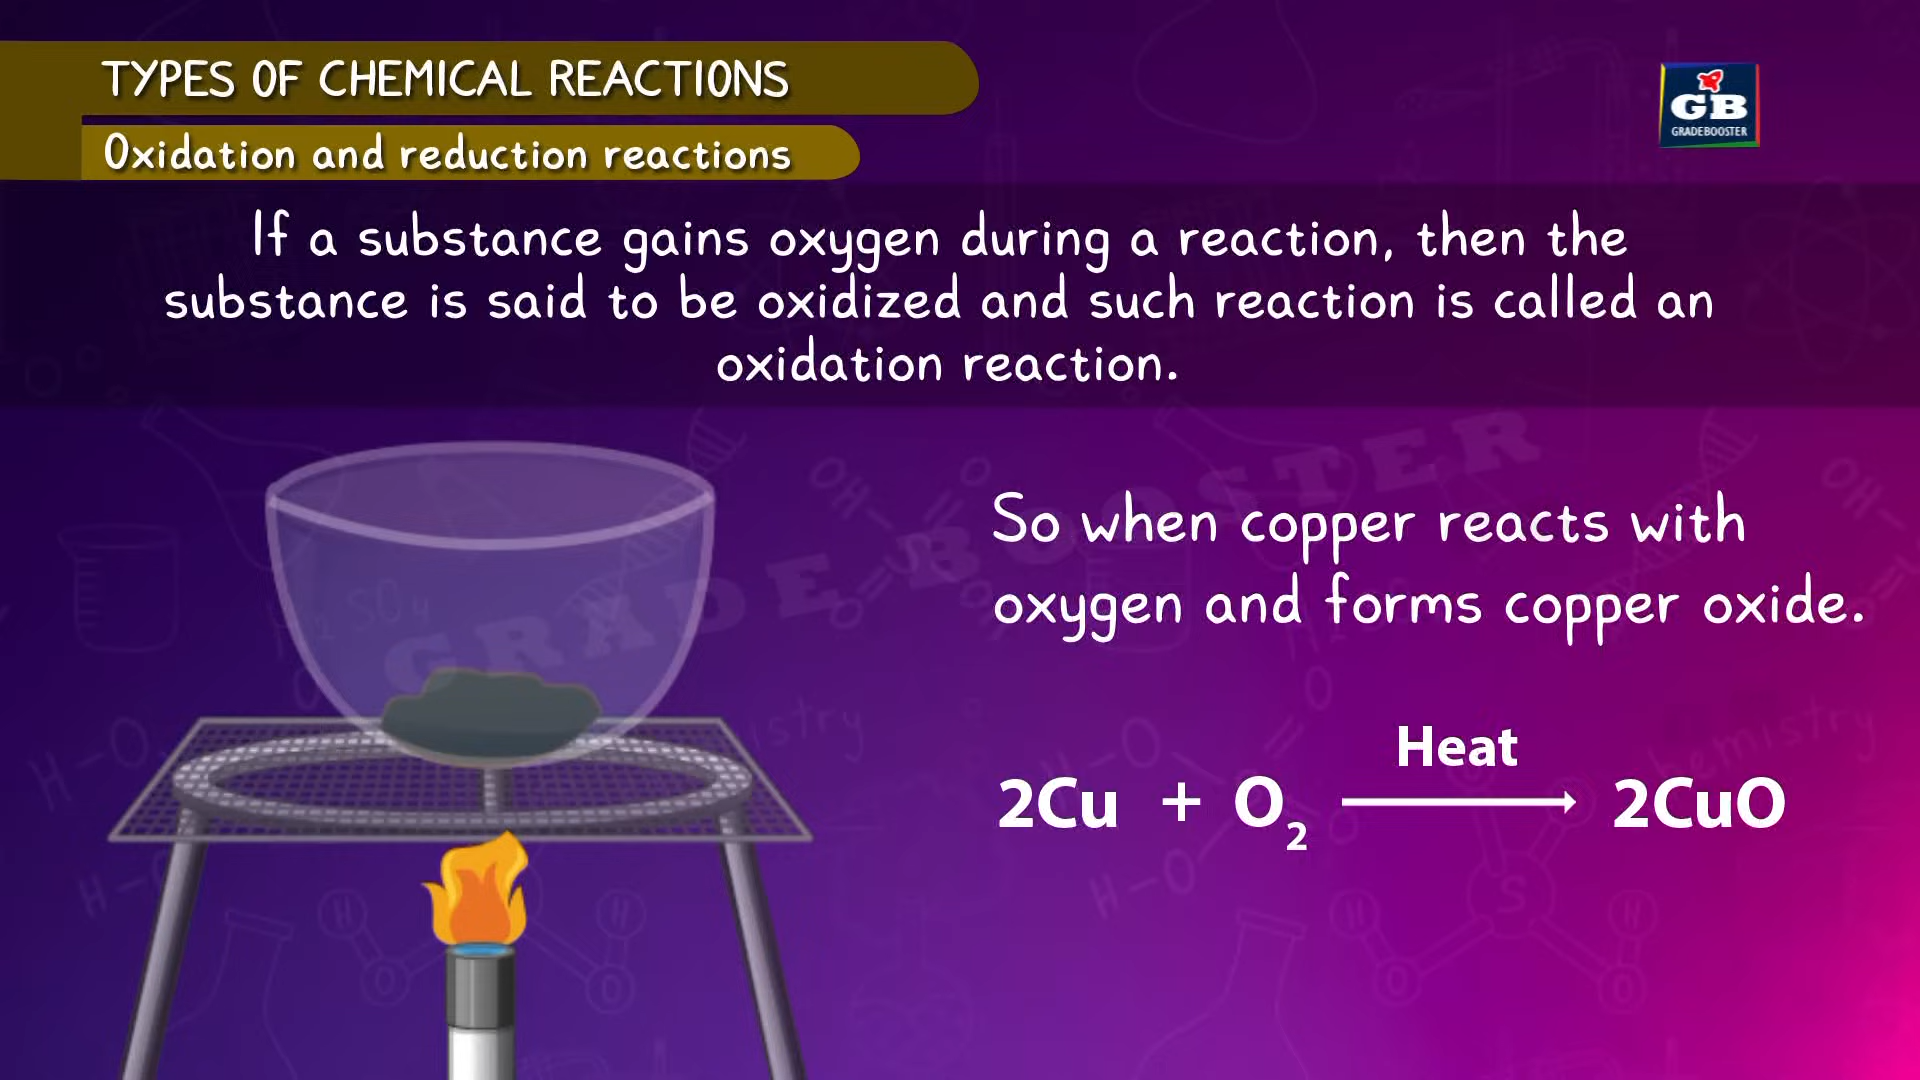 TYPES OF CHEMICAL REACTIONS
Oxidation and reduction reactions
GB
GRADEBOOSTER
If a substance gains oxygen during a reaction, then the
substance is said to be oxidized and such reaction is called an
oxidation reaction.
GRADE BOOSTER
So when copper reacts with
oxygen and forms copper oxide.
Heat
2Cu + O₂ ⟶ 2CuO